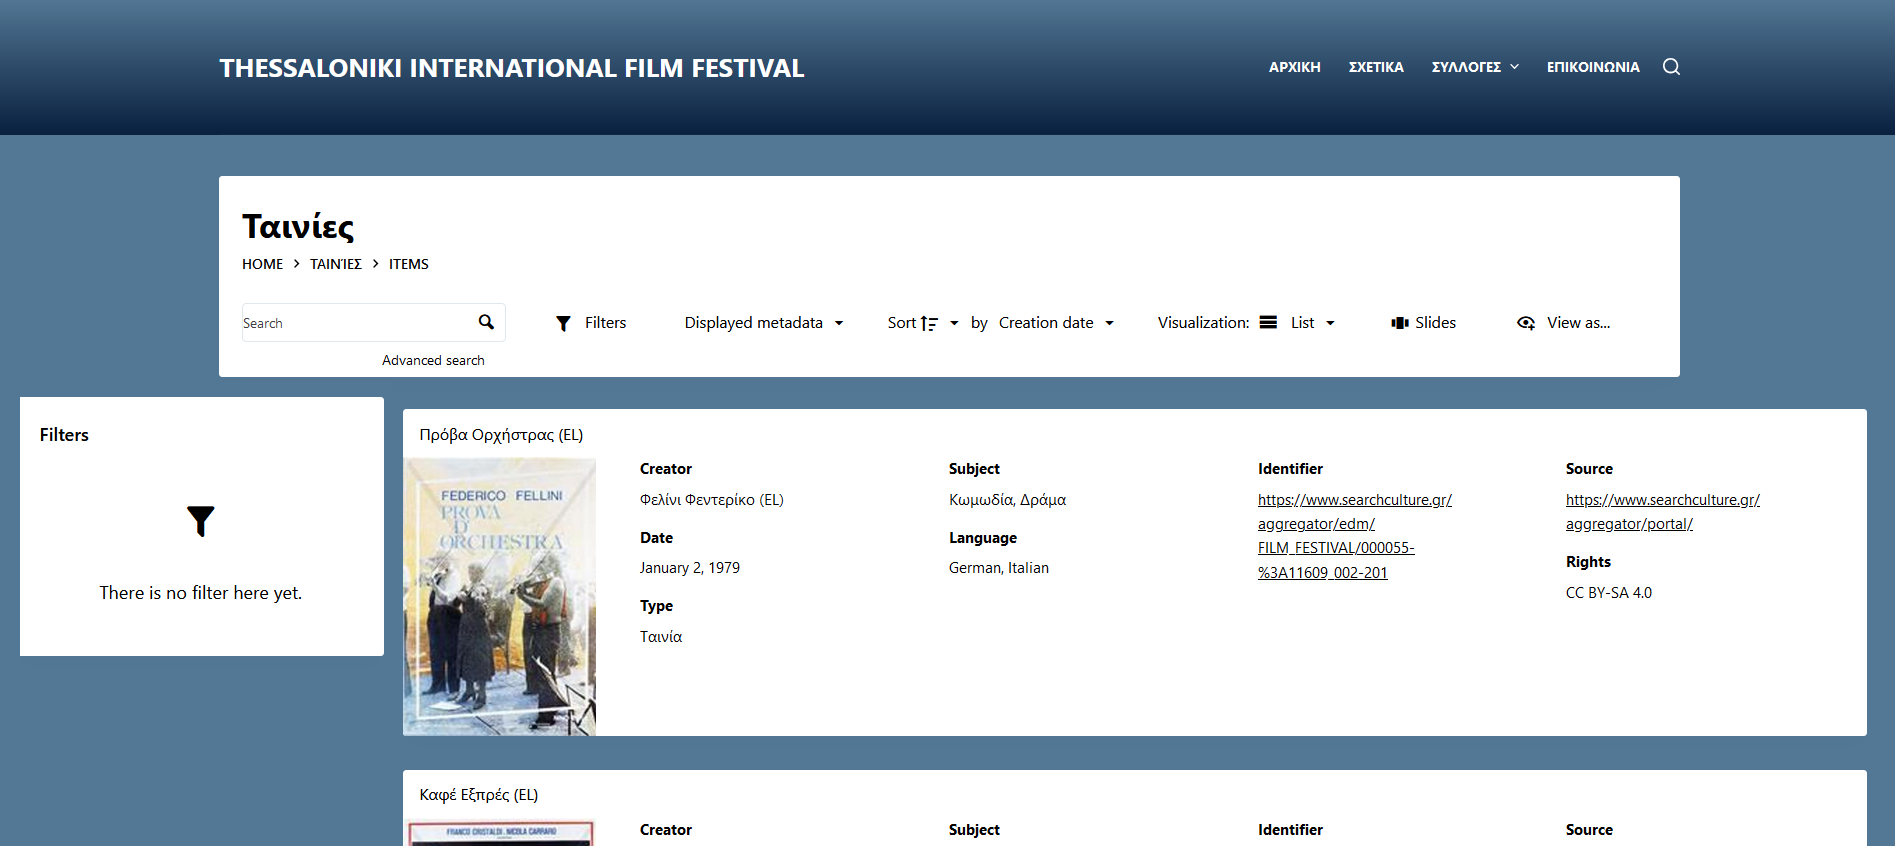 THESSALONIKI INTERNATIONAL FILM FESTIVAL
ΑΡΧΙΚΗ ΣΧΕΤΙΚΑ ΣΥΛΛΟΓΕΣ ΕΠΙΚΟΙΝΩΝΙΑ
Ταινίες
HOME > ΤΑΙΝΊΕΣ > ITEMS
Search Filters Displayed metadata Sort by Creation date Visualization: List Slides View as...
Advanced search
Filters
There is no filter here yet.
Πρόβα Ορχήστρας (EL)
FEDERICO FELLINI
PROVA
D'
ORCHESTRA
Creator
Φελίνι Φεντερίκο (EL)
Date
January 2, 1979
Type
Ταινία
Subject
Κωμωδία, Δράμα
Language
German, Italian
Identifier
https://www.searchculture.gr/
aggregator/edm/
FILM_FESTIVAL/000055-
%3A11609_002-201
Source
https://www.searchculture.gr/
aggregator/portal/
Rights
CC BY-SA 4.0
Καφέ Εξπρές (EL)
FRANCO CRISTALDI . NICOLA CARRARO
Creator Subject Identifier Source